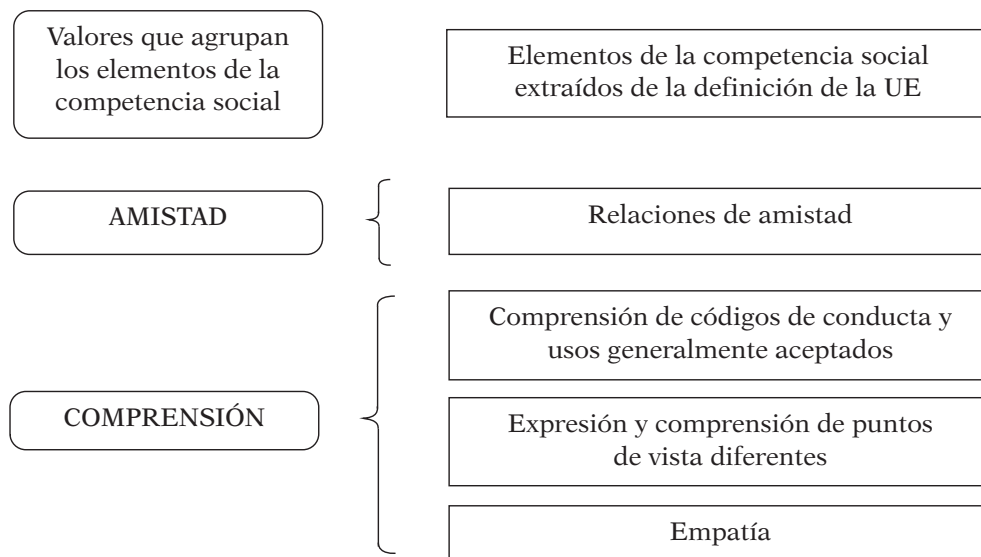 Valores que agrupan
los elementos de la
competencia social
Elementos de la competencia social
extraídos de la definición de la UE
AMISTAD
Relaciones de amistad
COMPRENSIÓN
Comprensión de códigos de conducta y
usos generalmente aceptados
Expresión y comprensión de puntos
de vista diferentes
Empatía